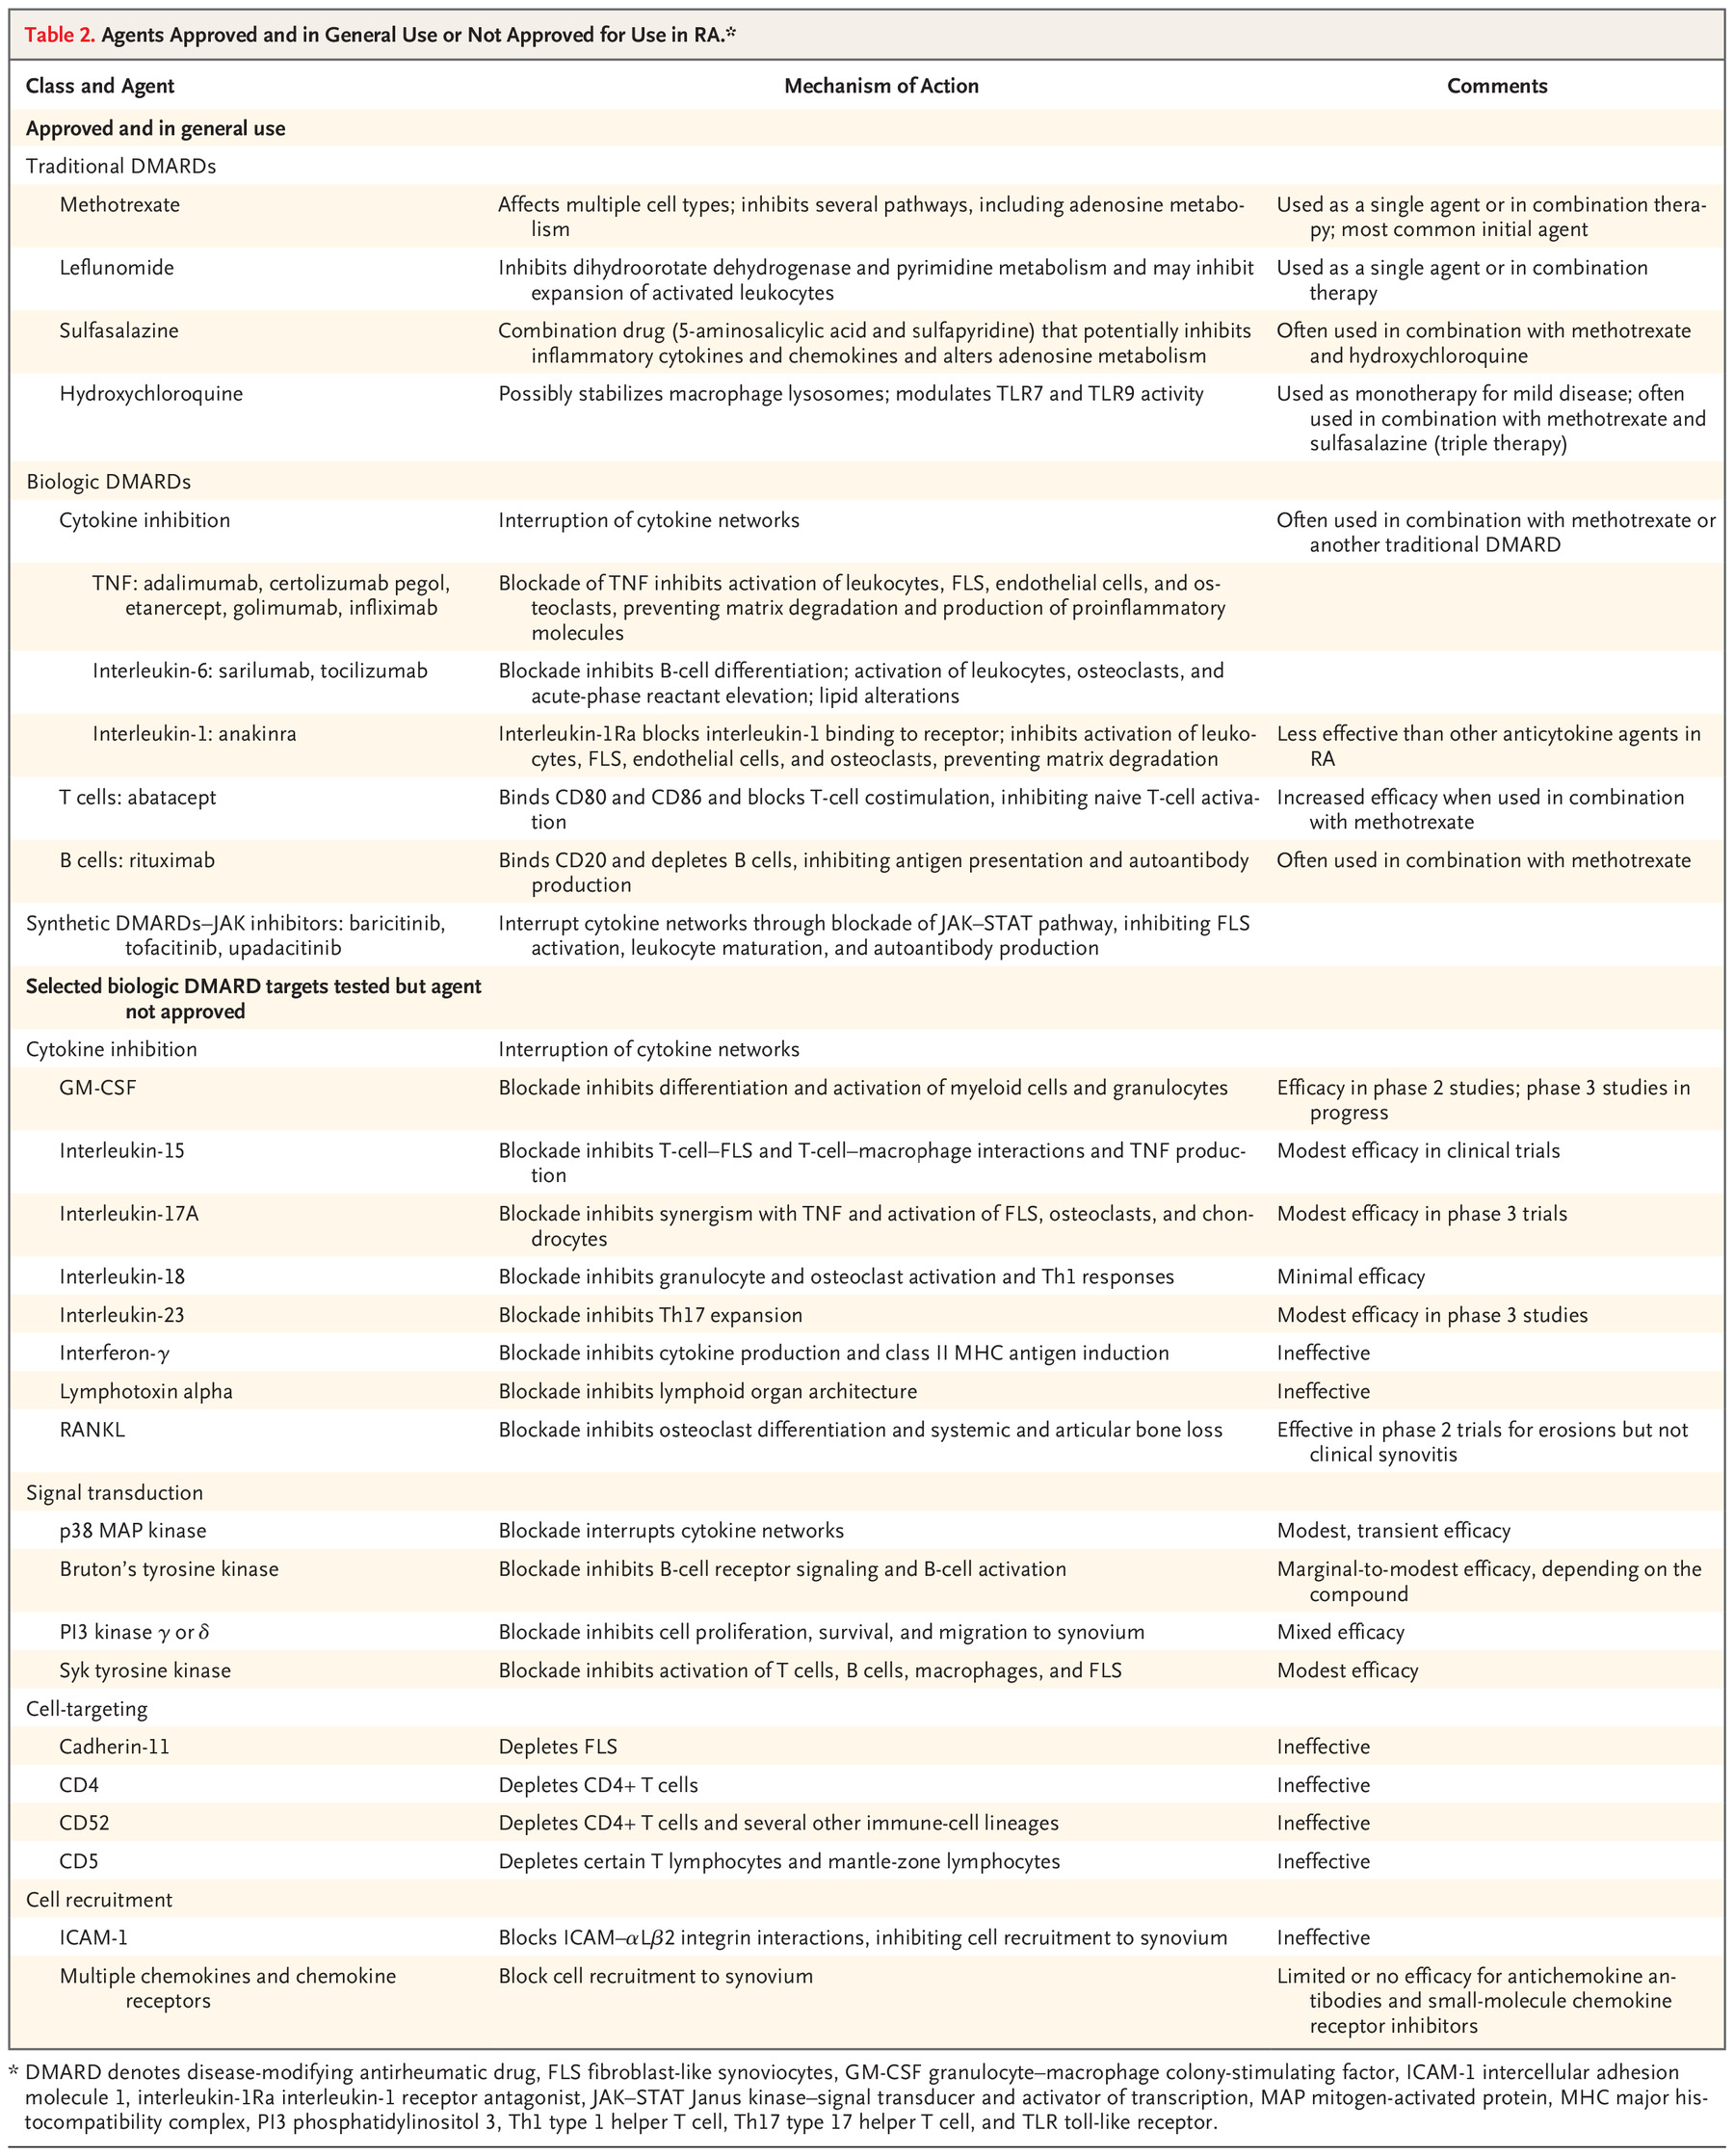 Table 2. Agents Approved and in General Use or Not Approved for Use in RA.*
Class and Agent Mechanism of Action Comments
Approved and in general use
Traditional DMARDs
Methotrexate Affects multiple cell types; inhibits several pathways, including adenosine metabo- Used as a single agent or in combination thera-
lism py; most common initial agent
Leflunomide Inhibits dihydroorotate dehydrogenase and pyrimidine metabolism and may inhibit Used as a single agent or in combination
expansion of activated leukocytes therapy
Sulfasalazine Combination drug (5-aminosalicylic acid and sulfapyridine) that potentially inhibits Often used in combination with methotrexate
inflammatory cytokines and chemokines and alters adenosine metabolism and hydroxychloroquine
Hydroxychloroquine Possibly stabilizes macrophage lysosomes; modulates TLR7 and TLR9 activity Used as monotherapy for mild disease; often
used in combination with methotrexate and
sulfasalazine (triple therapy)
Biologic DMARDs
Cytokine inhibition Interruption of cytokine networks Often used in combination with methotrexate or
another traditional DMARD
TNF: adalimumab, certolizumab pegol, Blockade of TNF inhibits activation of leukocytes, FLS, endothelial cells, and os-
etanercept, golimumab, infliximab teoclasts, preventing matrix degradation and production of proinflammatory
molecules
Interleukin-6: sarilumab, tocilizumab Blockade inhibits B-cell differentiation; activation of leukocytes, osteoclasts, and
acute-phase reactant elevation; lipid alterations
Interleukin-1: anakinra Interleukin-1Ra blocks interleukin-1 binding to receptor; inhibits activation of leuko- Less effective than other anticytokine agents in
cytes, FLS, endothelial cells, and osteoclasts, preventing matrix degradation RA
T cells: abatacept Binds CD80 and CD86 and blocks T-cell costimulation, inhibiting naive T-cell activa- Increased efficacy when used in combination
tion with methotrexate
B cells: rituximab Binds CD20 and depletes B cells, inhibiting antigen presentation and autoantibody Often used in combination with methotrexate
production
Synthetic DMARDs–JAK inhibitors: baricitinib, Interrupt cytokine networks through blockade of JAK–STAT pathway, inhibiting FLS
tofacitinib, upadacitinib activation, leukocyte maturation, and autoantibody production
Selected biologic DMARD targets tested but agent
not approved
Cytokine inhibition Interruption of cytokine networks
GM-CSF Blockade inhibits differentiation and activation of myeloid cells and granulocytes Efficacy in phase 2 studies; phase 3 studies in
progress
Interleukin-15 Blockade inhibits T-cell–FLS and T-cell–macrophage interactions and TNF produc- Modest efficacy in clinical trials
tion
Interleukin-17A Blockade inhibits synergism with TNF and activation of FLS, osteoclasts, and chon- Modest efficacy in phase 3 trials
drocytes
Interleukin-18 Blockade inhibits granulocyte and osteoclast activation and Th1 responses Minimal efficacy
Interleukin-23 Blockade inhibits Th17 expansion Modest efficacy in phase 3 studies
Interferon-γ Blockade inhibits cytokine production and class II MHC antigen induction Ineffective
Lymphotoxin alpha Blockade inhibits lymphoid organ architecture Ineffective
RANKL Blockade inhibits osteoclast differentiation and systemic and articular bone loss Effective in phase 2 trials for erosions but not
clinical synovitis
Signal transduction
p38 MAP kinase Blockade interrupts cytokine networks Modest, transient efficacy
Bruton's tyrosine kinase Blockade inhibits B-cell receptor signaling and B-cell activation Marginal-to-modest efficacy, depending on the
compound
PI3 kinase γ or δ Blockade inhibits cell proliferation, survival, and migration to synovium Mixed efficacy
Syk tyrosine kinase Blockade inhibits activation of T cells, B cells, macrophages, and FLS Modest efficacy
Cell-targeting
Cadherin-11 Depletes FLS Ineffective
CD4 Depletes CD4+ T cells Ineffective
CD52 Depletes CD4+ T cells and several other immune-cell lineages Ineffective
CD5 Depletes certain T lymphocytes and mantle-zone lymphocytes Ineffective
Cell recruitment
ICAM-1 Blocks ICAM–αLβ2 integrin interactions, inhibiting cell recruitment to synovium Ineffective
Multiple chemokines and chemokine Block cell recruitment to synovium Limited or no efficacy for antichemokine an-
receptors tibodies and small-molecule chemokine
receptor inhibitors
* DMARD denotes disease-modifying antirheumatic drug, FLS fibroblast-like synoviocytes, GM-CSF granulocyte–macrophage colony-stimulating factor, ICAM-1 intercellular adhesion
molecule 1, interleukin-1Ra interleukin-1 receptor antagonist, JAK–STAT Janus kinase–signal transducer and activator of transcription, MAP mitogen-activated protein, MHC major his-
tocompatibility complex, PI3 phosphatidylinositol 3, Th1 type 1 helper T cell, Th17 type 17 helper T cell, and TLR toll-like receptor.